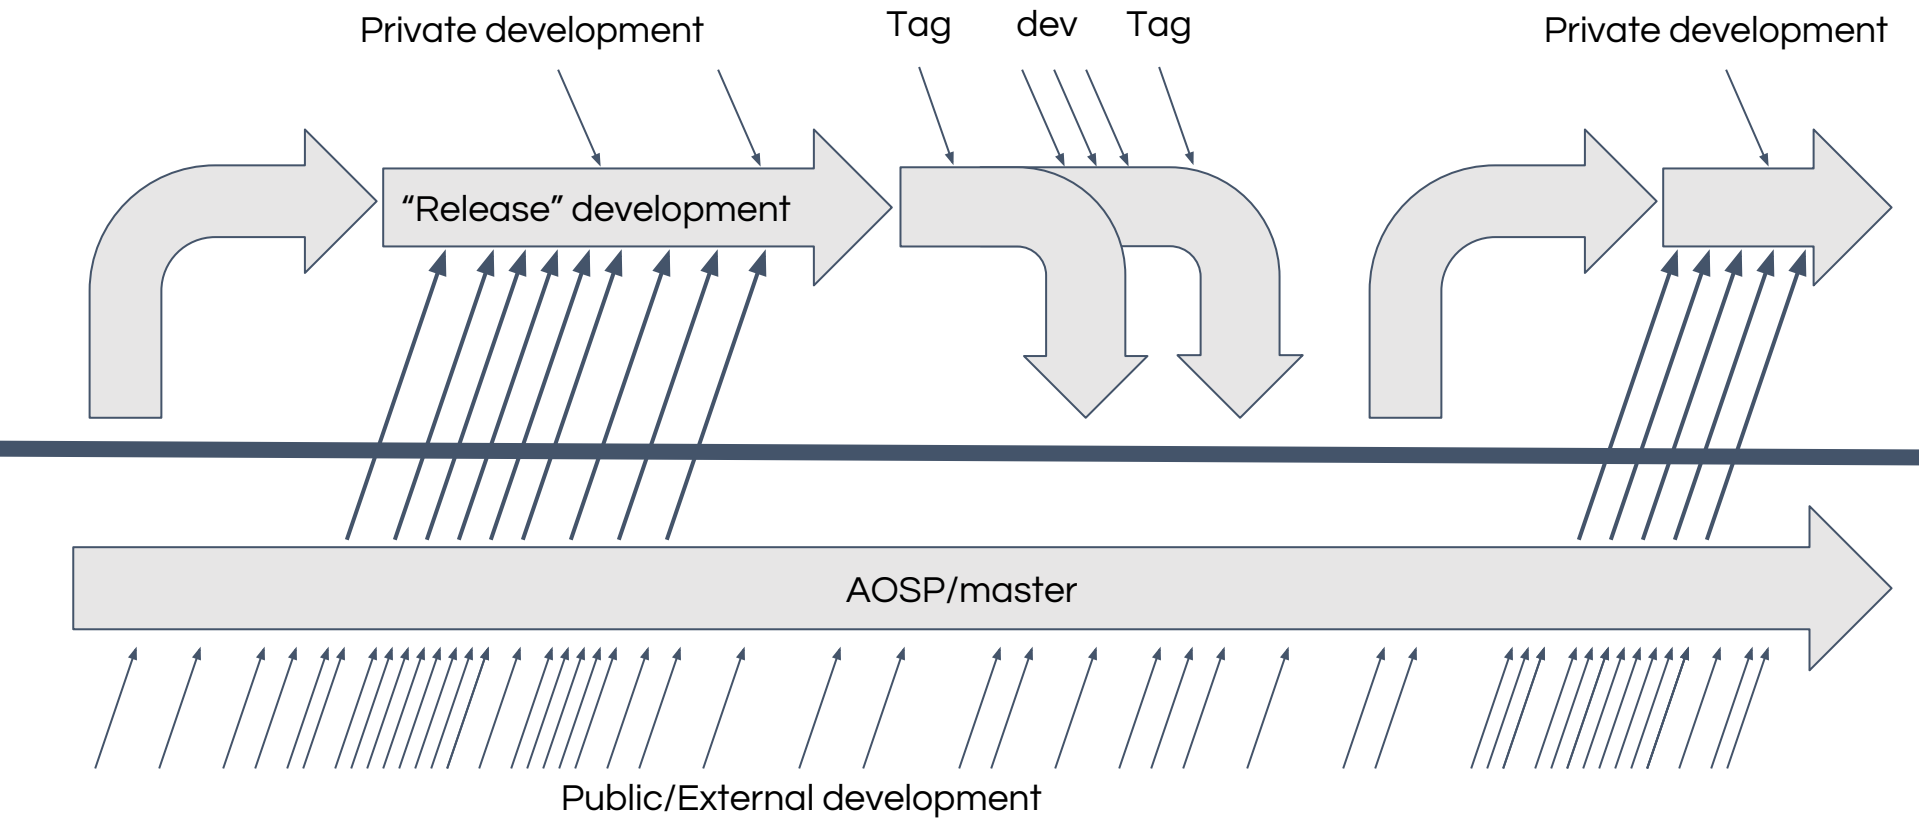 Private development
Tag
dev
Tag
Private development
“Release” development
AOSP/master
Public/External development